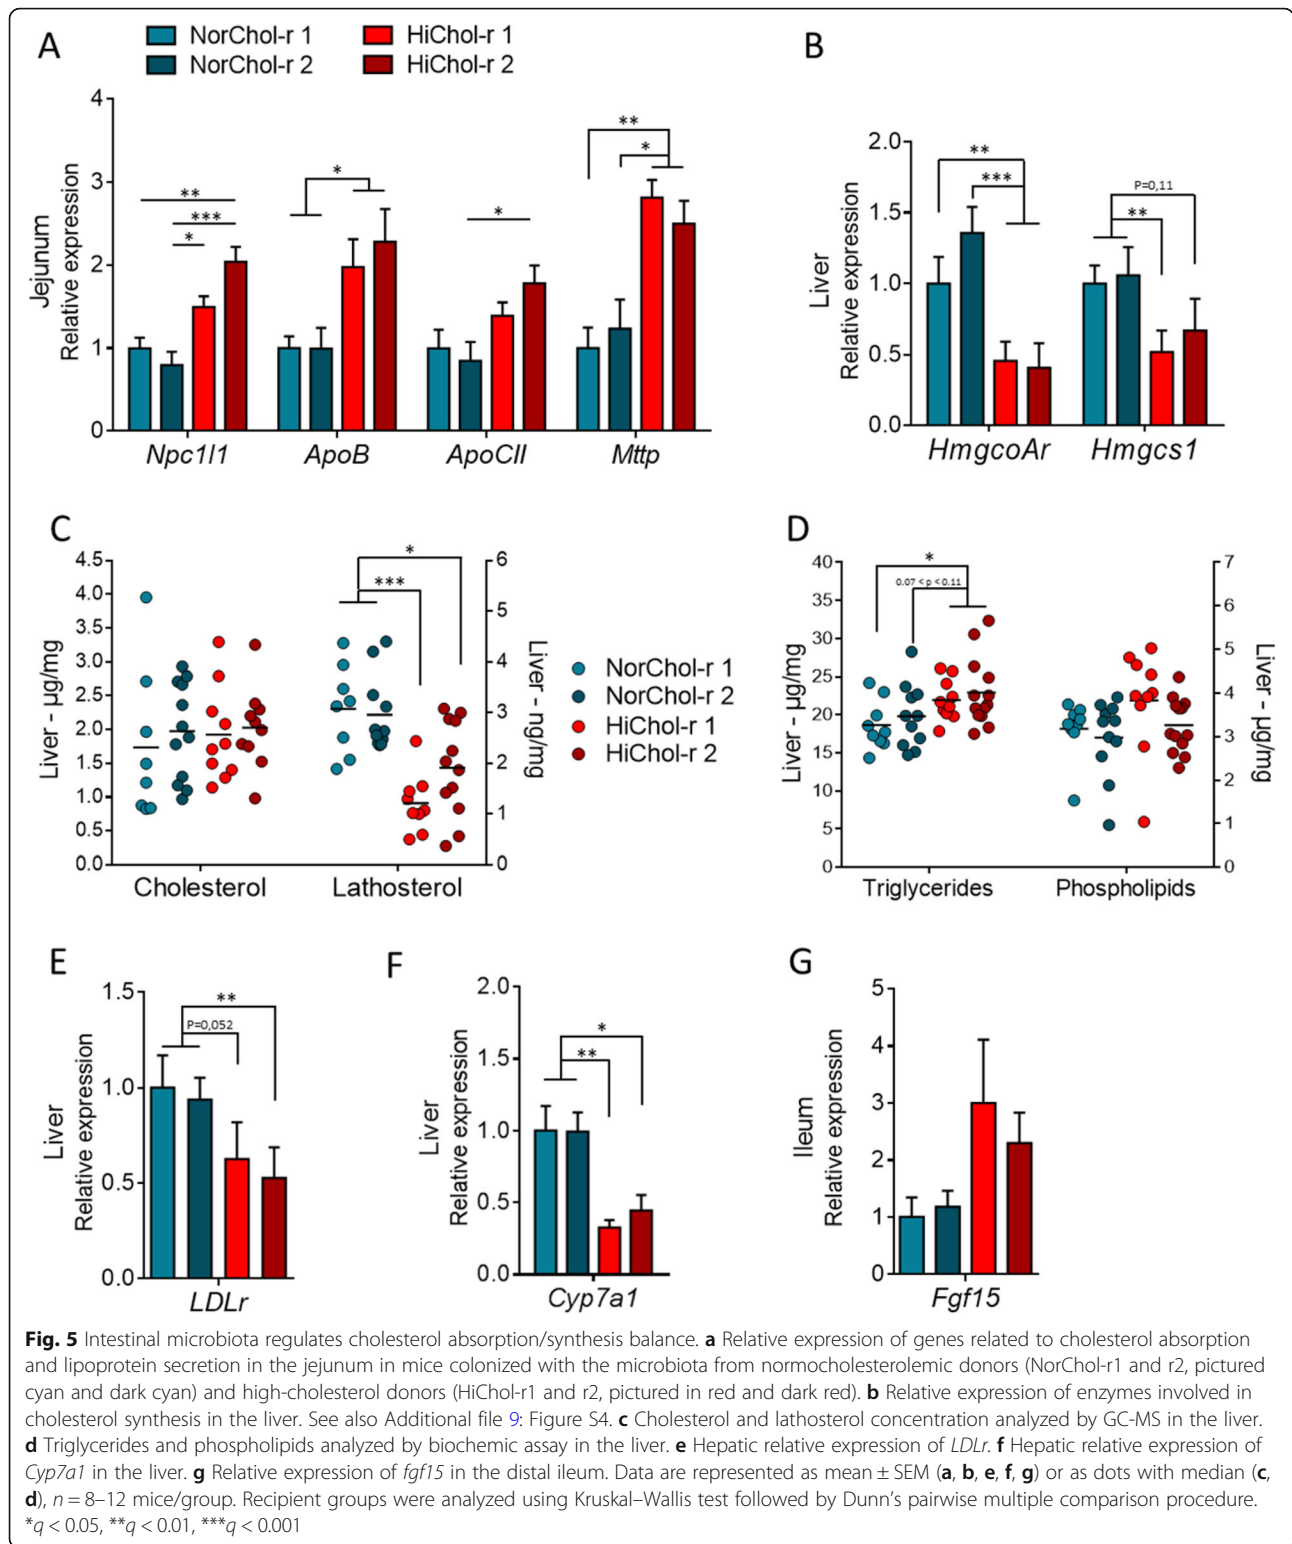 A
NorChol-r 1
HiChol-r 1
NorChol-r 2
HiChol-r 2
Jejunum
Relative expression
4
3
2
1
0
**
***
*
*
*
**
*
Npc1l1
ApoB
ApoCII
Mttp
B
Liver
Relative expression
2.0
1.5
1.0
0.5
0.0
**
***
P=0,11
**
HmgcoAr
Hmgcs1
C
Liver - µg/mg
4.5
4.0
3.5
3.0
2.5
2.0
1.5
1.0
0.5
0.0
*
***
6
5
4
3
2
1
0
Liver - ng/mg
Cholesterol
Lathosterol
NorChol-r 1
NorChol-r 2
HiChol-r 1
HiChol-r 2
D
Liver - µg/mg
40
35
30
25
20
15
10
5
0
*
0.07 < p < 0.11
7
6
5
4
3
2
1
0
Liver - µg/mg
Triglycerides
Phospholipids
E
Liver
Relative expression
1.5
1.0
0.5
0.0
**
P=0,052
LDLr
F
Liver
Relative expression
2.0
1.5
1.0
0.5
0.0
*
**
Cyp7a1
G
Ileum
Relative expression
5
4
3
2
1
0
Fgf15
Fig. 5 Intestinal microbiota regulates cholesterol absorption/synthesis balance. a Relative expression of genes related to cholesterol absorption
and lipoprotein secretion in the jejunum in mice colonized with the microbiota from normocholesterolemic donors (NorChol-r1 and r2, pictured
cyan and dark cyan) and high-cholesterol donors (HiChol-r1 and r2, pictured in red and dark red). b Relative expression of enzymes involved in
cholesterol synthesis in the liver. See also Additional file 9: Figure S4. c Cholesterol and lathosterol concentration analyzed by GC-MS in the liver.
d Triglycerides and phospholipids analyzed by biochemic assay in the liver. e Hepatic relative expression of LDLr. f Hepatic relative expression of
Cyp7a1 in the liver. g Relative expression of fgf15 in the distal ileum. Data are represented as mean ± SEM (a, b, e, f, g) or as dots with median (c,
d), n = 8–12 mice/group. Recipient groups were analyzed using Kruskal–Wallis test followed by Dunn's pairwise multiple comparison procedure.
*q < 0.05, **q < 0.01, ***q < 0.001